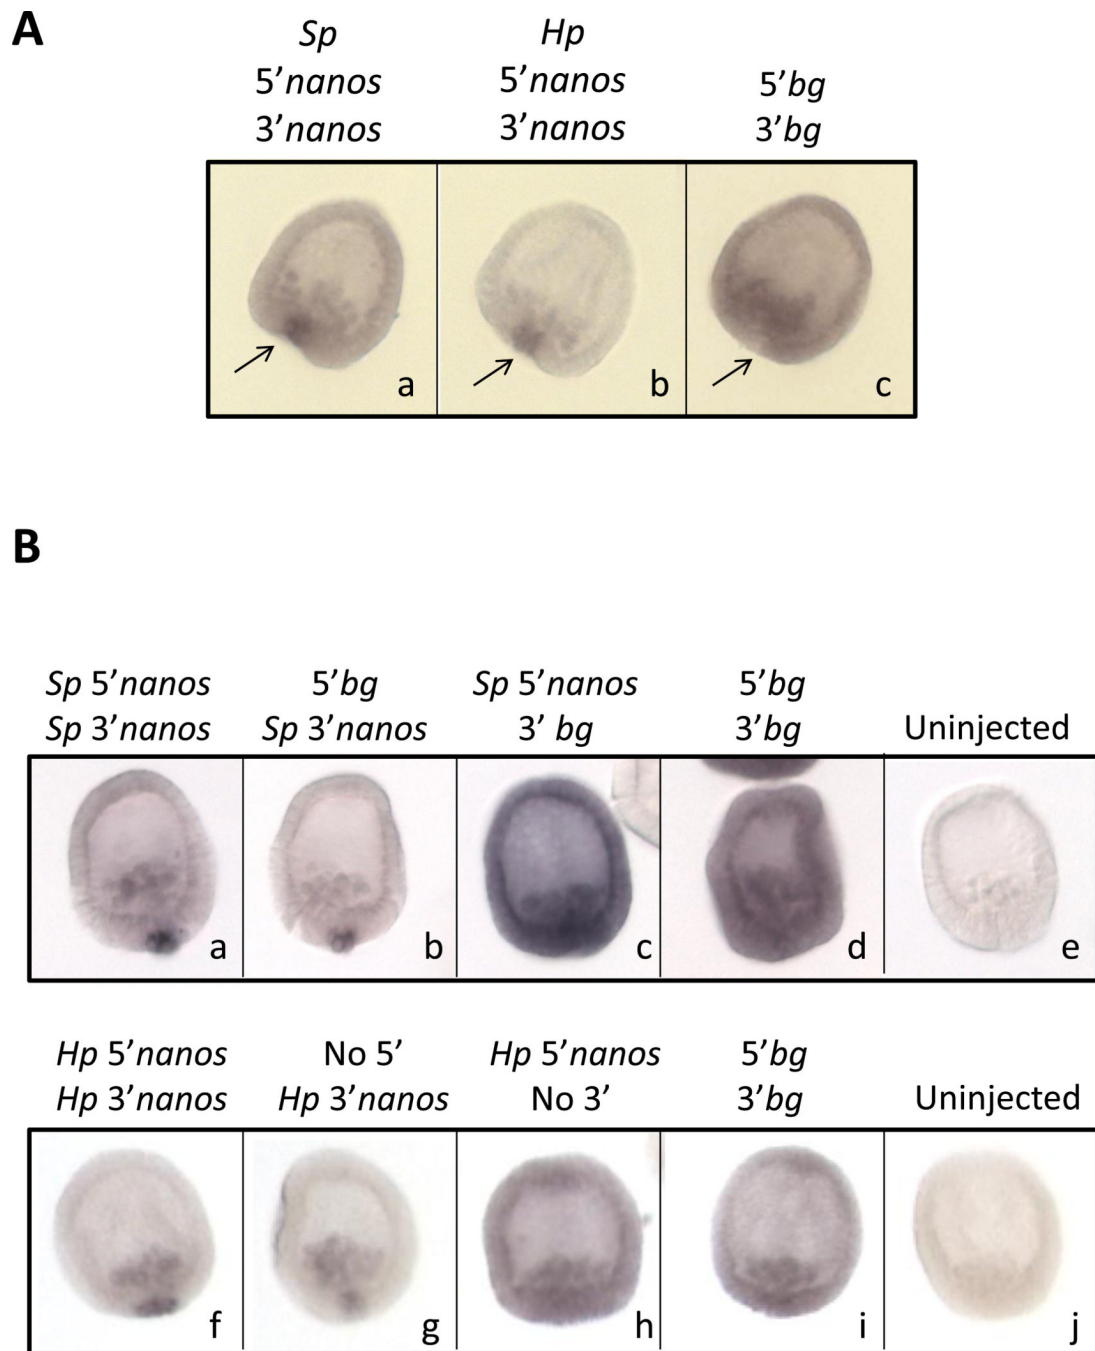 A
Sp Hp
5’nanos 5’nanos 5’bg
3’nanos 3’nanos 3’bg
a b c
B
Sp 5’nanos 5’bg Sp 5’nanos 5’bg
Sp 3’nanos Sp 3’nanos 3’ bg 3’bg Uninjected
a b c d e
Hp 5’nanos No 5’ Hp 5’nanos 5’bg
Hp 3’nanos Hp 3’nanos No 3’ 3’bg Uninjected
f g h i j